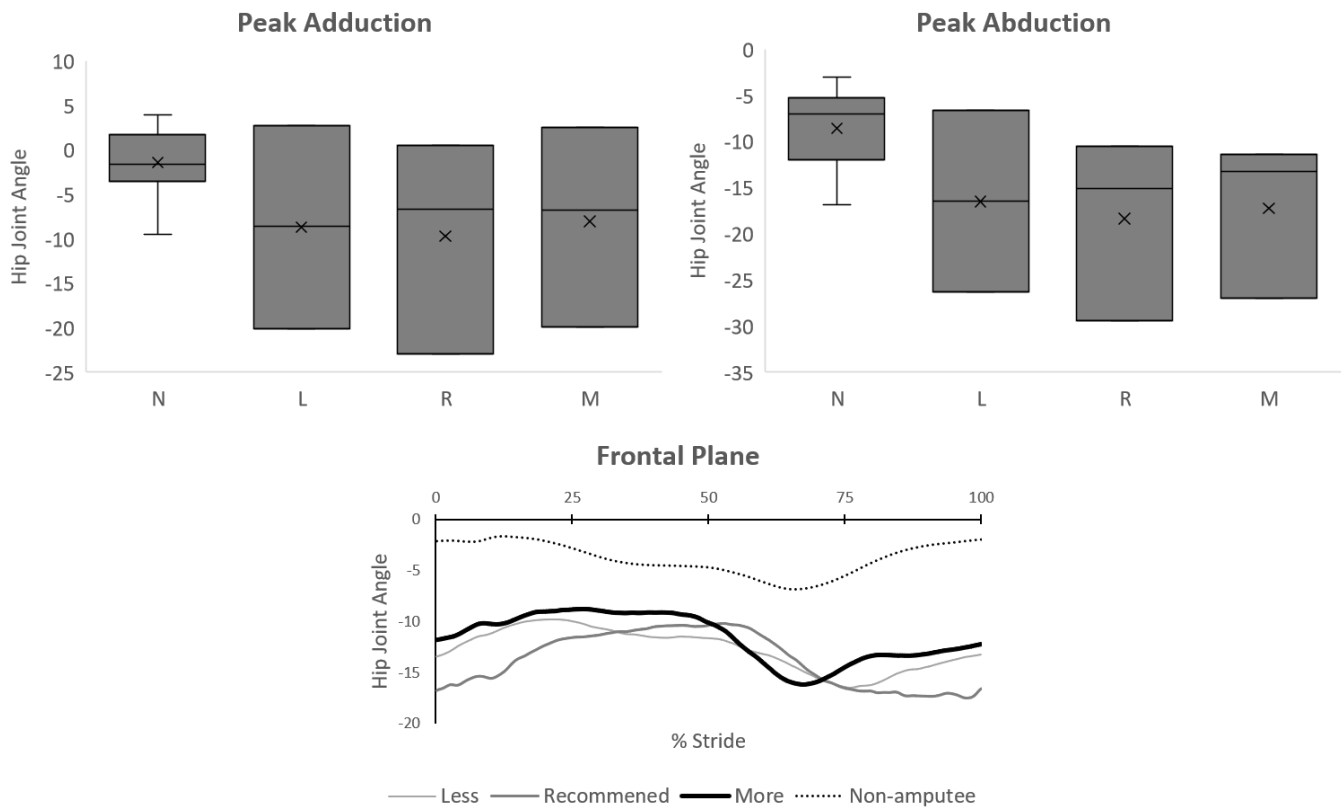 Peak Adduction
Hip Joint Angle
10
5
0
-5
-10
-15
-20
-25
N L R M
Peak Abduction
Hip Joint Angle
0
-5
-10
-15
-20
-25
-30
-35
N L R M
Frontal Plane
0 25 50 75 100
Hip Joint Angle
0
-5
-10
-15
-20
% Stride
Less Recommened More Non-amputee